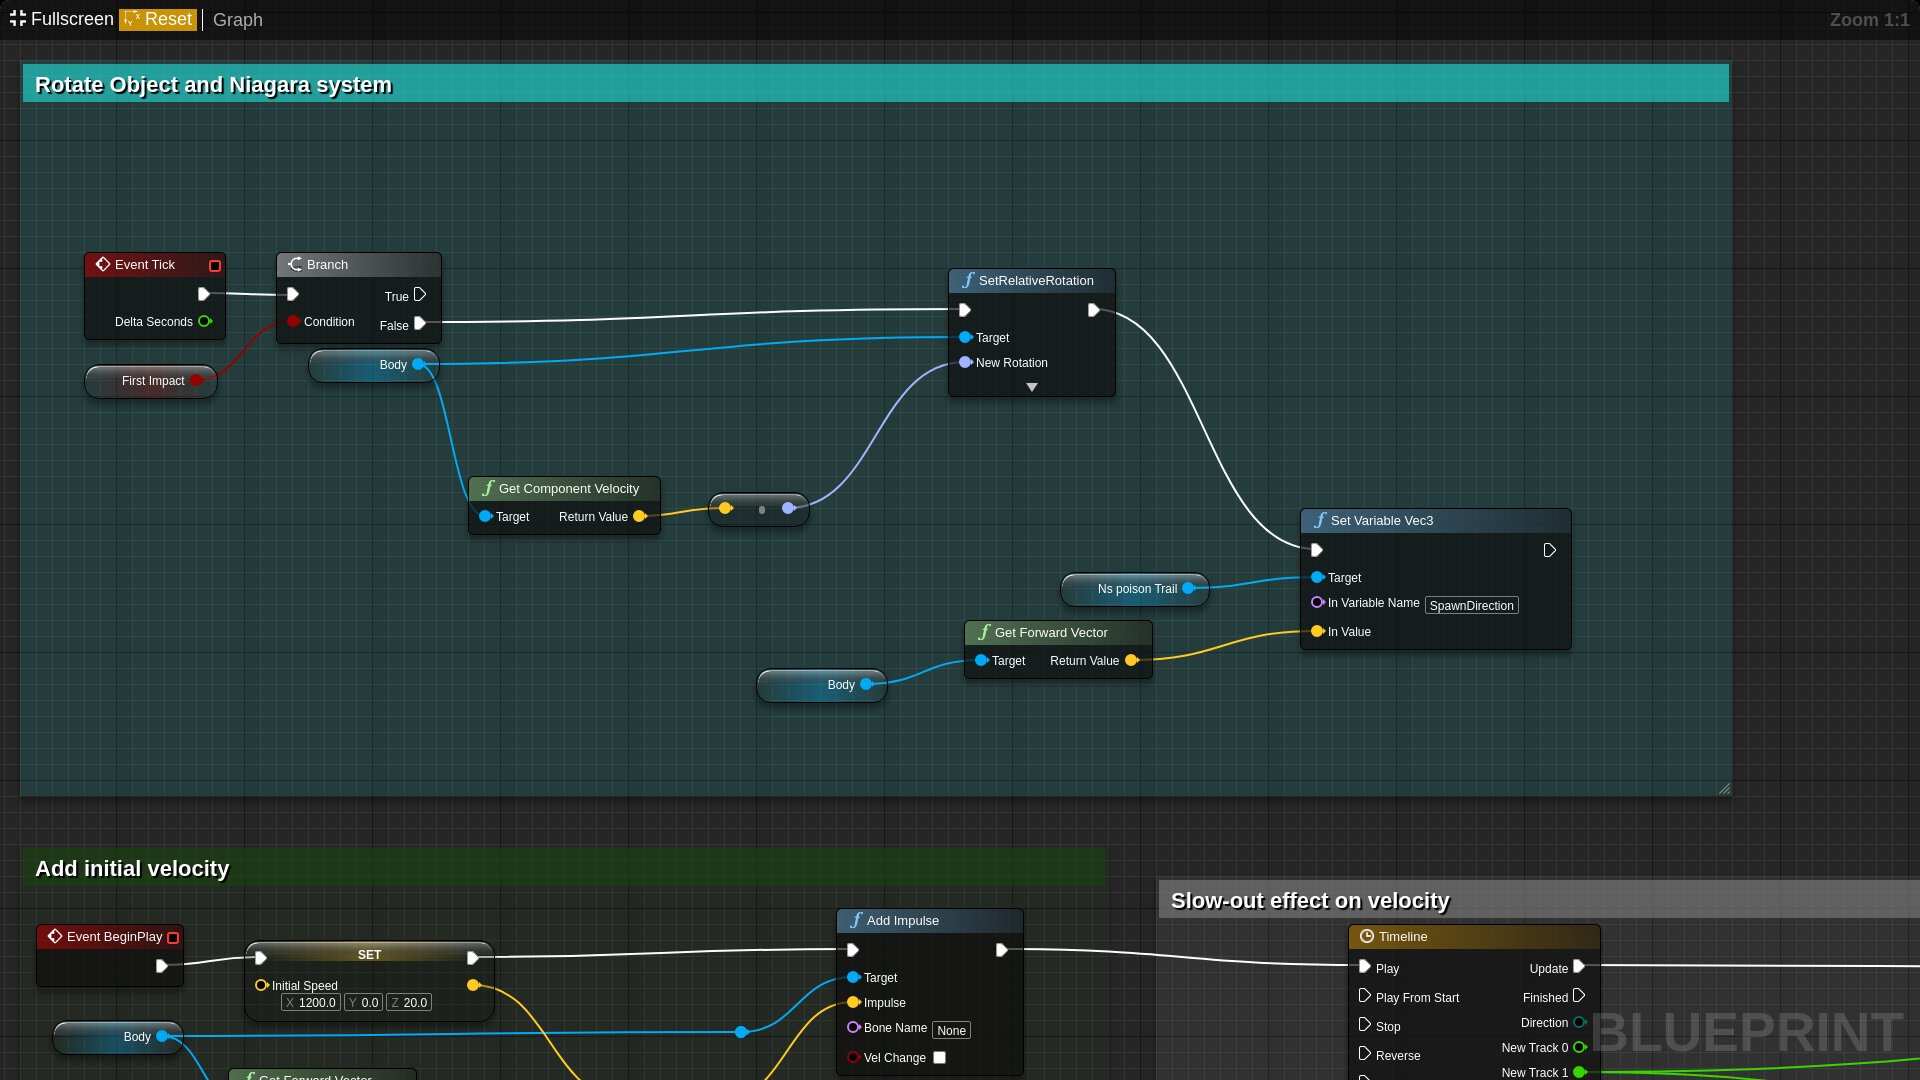 Fullscreen Reset Graph Zoom 1:1
Rotate Object and Niagara system
Event Tick
Delta Seconds
First Impact
Branch
True
Condition
False
Body
SetRelativeRotation
Target
New Rotation
Get Component Velocity
Target Return Value
Set Variable Vec3
Target
In Variable Name SpawnDirection
In Value
Ns poison Trail
Get Forward Vector
Target Return Value
Body
Add initial velocity
Event BeginPlay
SET
Initial Speed
X 1200.0 Y 0.0 Z 20.0
Body
Get Forward Vector
Add Impulse
Target
Impulse
Bone Name None
Vel Change
Slow-out effect on velocity
Timeline
Play Update
Play From Start Finished
Stop Direction
Reverse New Track 0
New Track 1
BLUEPRINT